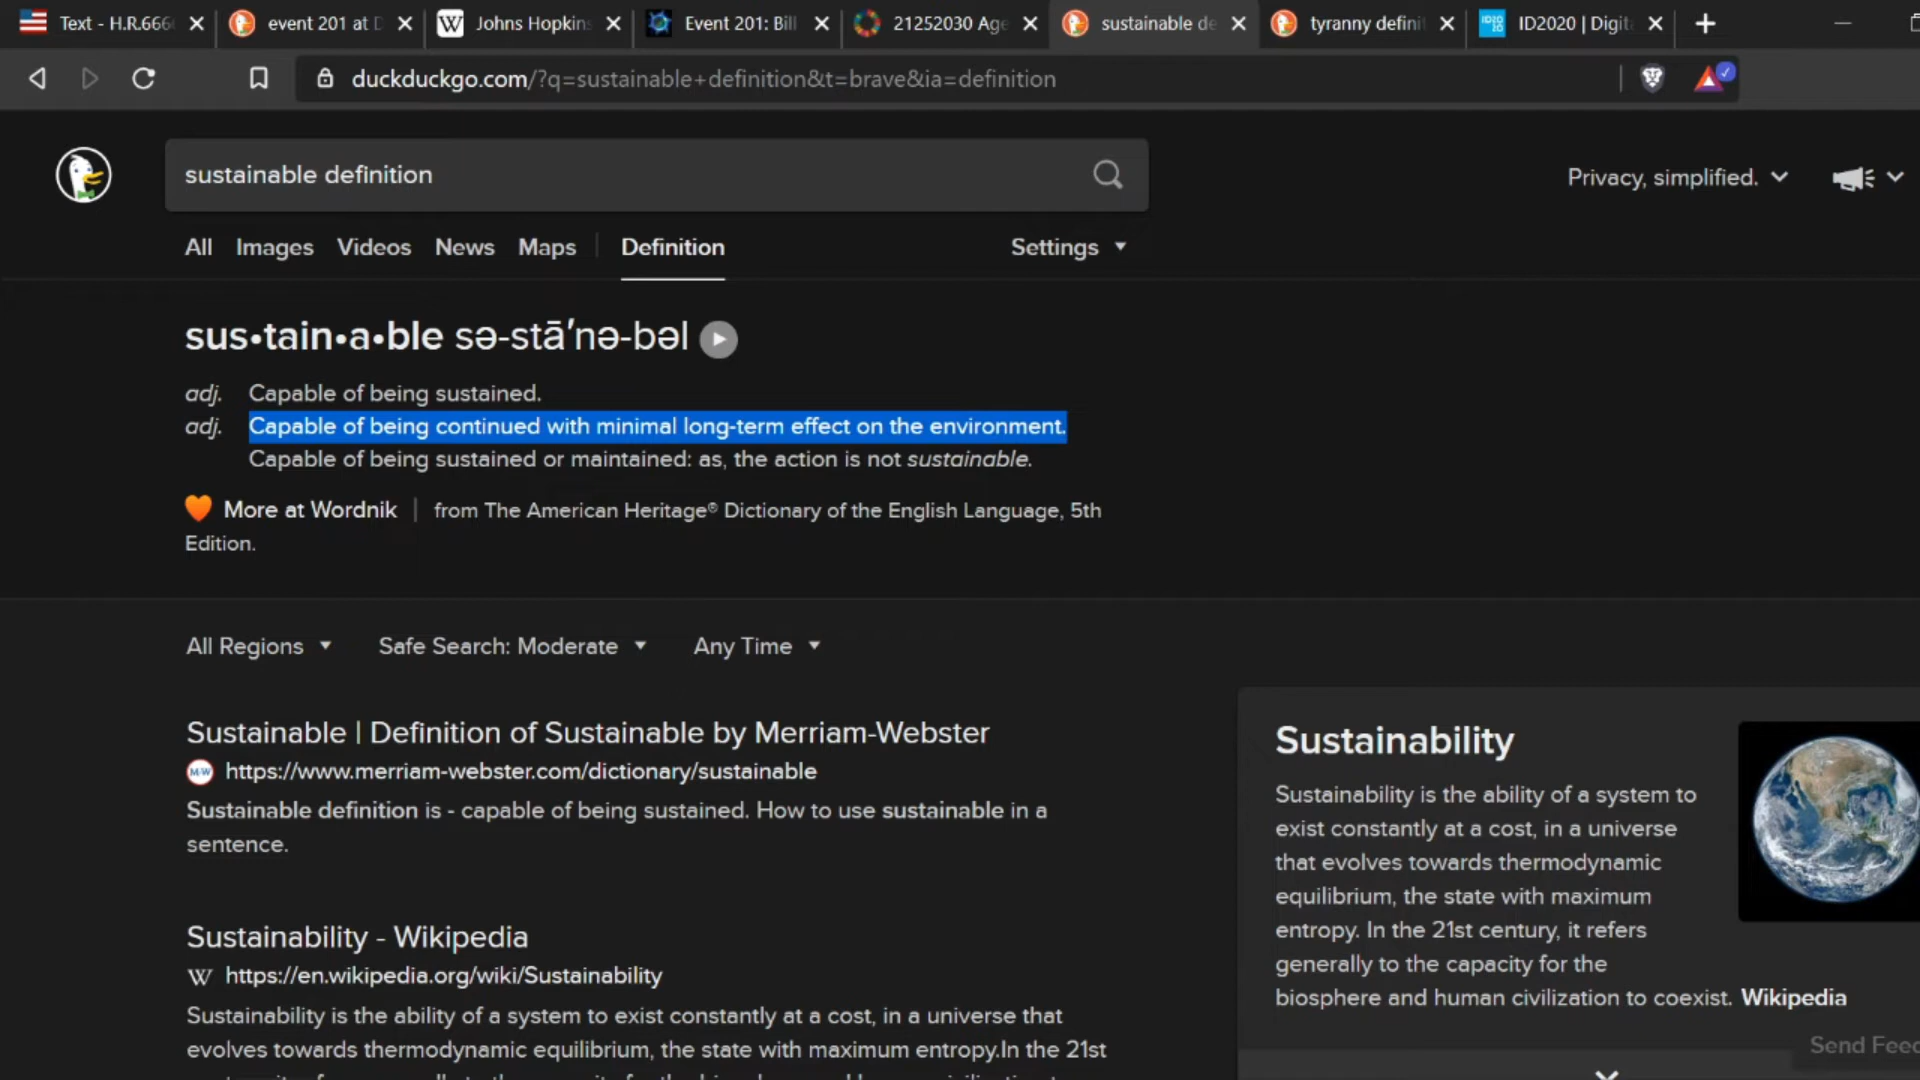 Text - H.R.666
event 201 at D
Johns Hopkins
Event 201: Bill
21252030 Age
sustainable de
tyranny definit
ID2020 | Digit
duckduckgo.com/?q=sustainable+definition&t=brave&ia=definition
sustainable definition
Privacy, simplified.
All Images Videos News Maps Definition Settings
sus•tain•a•ble sə-stā′nə-bəl
adj. Capable of being sustained.
adj. Capable of being continued with minimal long-term effect on the environment.
Capable of being sustained or maintained: as, the action is not sustainable.
More at Wordnik | from The American Heritage® Dictionary of the English Language, 5th
Edition.
All Regions Safe Search: Moderate Any Time
Sustainable | Definition of Sustainable by Merriam-Webster
M-W https://www.merriam-webster.com/dictionary/sustainable
Sustainable definition is - capable of being sustained. How to use sustainable in a
sentence.
Sustainability - Wikipedia
W https://en.wikipedia.org/wiki/Sustainability
Sustainability is the ability of a system to exist constantly at a cost, in a universe that
evolves towards thermodynamic equilibrium, the state with maximum entropy.In the 21st
Sustainability
Sustainability is the ability of a system to
exist constantly at a cost, in a universe
that evolves towards thermodynamic
equilibrium, the state with maximum
entropy. In the 21st century, it refers
generally to the capacity for the
biosphere and human civilization to coexist. Wikipedia
Send Feed